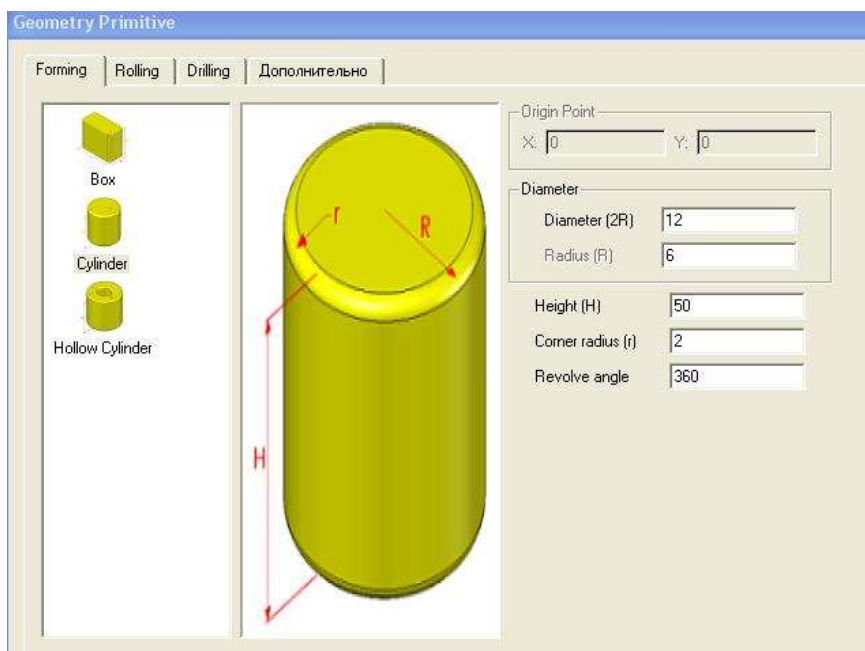 Geometry Primitive
Forming Rolling Drilling Дополнительно
Box
Cylinder
Hollow Cylinder
r
R
H
Origin Point
X: 0 Y: 0
Diameter
Diameter (2R) 12
Radius (R) 6
Height (H) 50
Corner radius (r) 2
Revolve angle 360